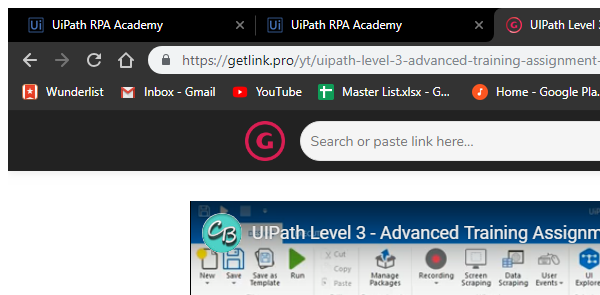 Ui UiPath RPA Academy × Ui UiPath RPA Academy × G UIPath Level 3
https://getlink.pro/yt/uipath-level-3-advanced-training-assignment-
Wunderlist Inbox - Gmail YouTube Master List.xlsx - G... Home - Google Pla..
G Search or paste link here...
CB UIPath Level 3 - Advanced Training Assignm
New Save Save as Template Run Cut Copy Paste Manage Packages Recording Screen Scraping Data Scraping User Events UI Explore